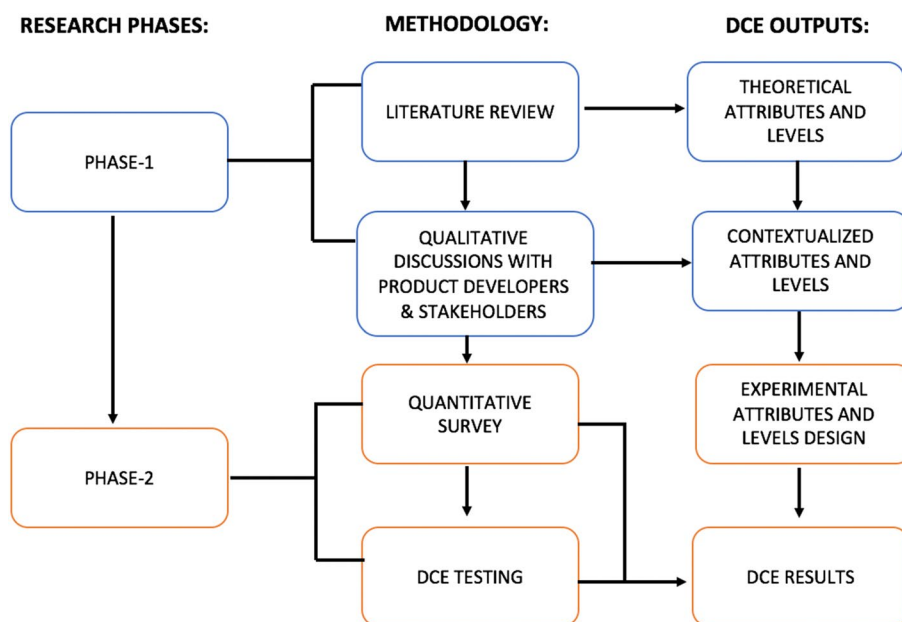 RESEARCH PHASES:
METHODOLOGY:
DCE OUTPUTS:
PHASE-1
LITERATURE REVIEW
THEORETICAL
ATTRIBUTES AND
LEVELS
QUALITATIVE
DISCUSSIONS WITH
PRODUCT DEVELOPERS
& STAKEHOLDERS
CONTEXTUALIZED
ATTRIBUTES AND
LEVELS
PHASE-2
QUANTITATIVE
SURVEY
EXPERIMENTAL
ATTRIBUTES AND
LEVELS DESIGN
DCE TESTING
DCE RESULTS